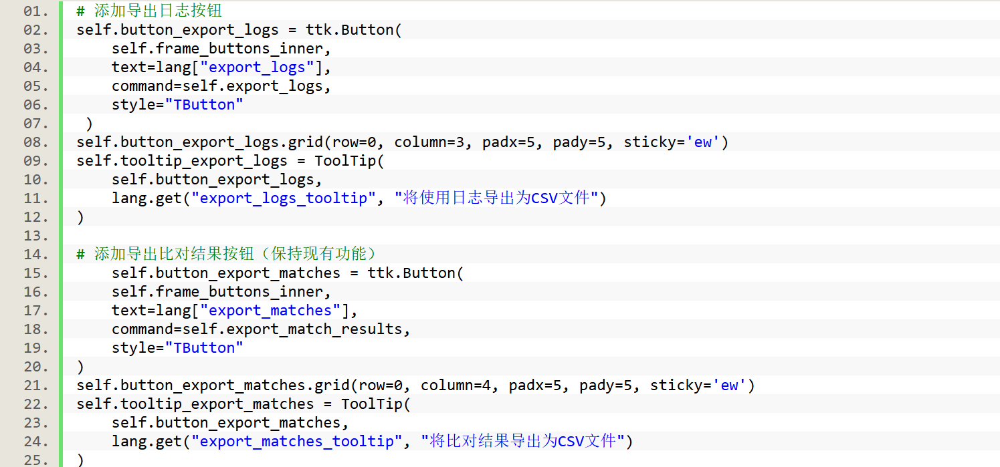 01. # 添加导出日志按钮
02. self.button_export_logs = ttk.Button(
03.     self.frame_buttons_inner,
04.     text=lang["export_logs"],
05.     command=self.export_logs,
06.     style="TButton"
07.  )
08. self.button_export_logs.grid(row=0, column=3, padx=5, pady=5, sticky='ew')
09. self.tooltip_export_logs = ToolTip(
10.     self.button_export_logs,
11.     lang.get("export_logs_tooltip", "将使用日志导出为CSV文件")
12. )
13.
14. # 添加导出比对结果按钮（保持现有功能）
15.     self.button_export_matches = ttk.Button(
16.     self.frame_buttons_inner,
17.     text=lang["export_matches"],
18.     command=self.export_match_results,
19.     style="TButton"
20. )
21. self.button_export_matches.grid(row=0, column=4, padx=5, pady=5, sticky='ew')
22. self.tooltip_export_matches = ToolTip(
23.     self.button_export_matches,
24.     lang.get("export_matches_tooltip", "将比对结果导出为CSV文件")
25. )